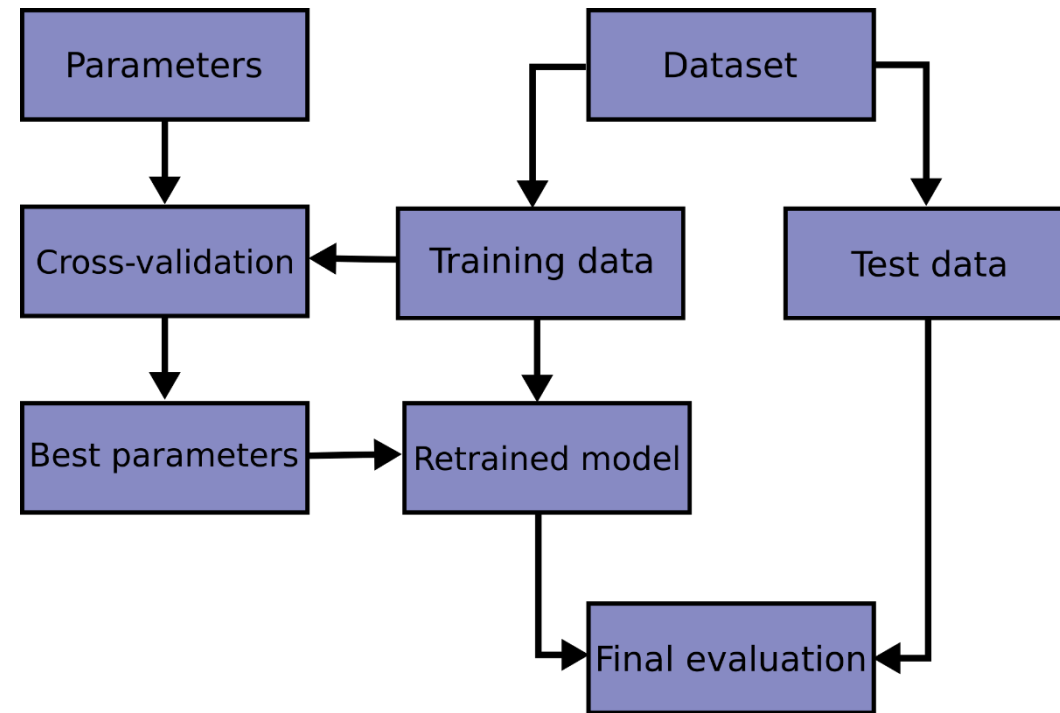 Parameters
Dataset
Cross-validation
Training data
Test data
Best parameters
Retrained model
Final evaluation